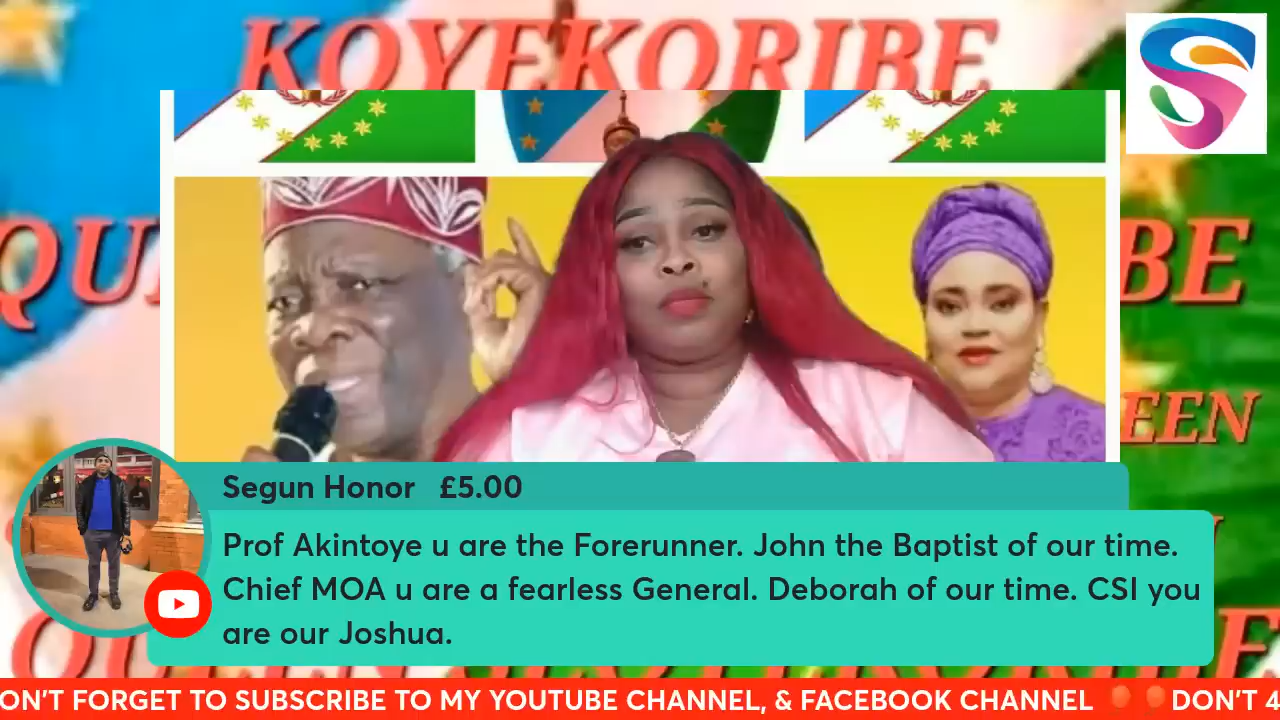 KOYEKORIBE
BE
EEN
Segun Honor £5.00
Prof Akintoye u are the Forerunner. John the Baptist of our time.
Chief MOA u are a fearless General. Deborah of our time. CSI you
are our Joshua.
ON'T FORGET TO SUBSCRIBE TO MY YOUTUBE CHANNEL, & FACEBOOK CHANNEL DON'T 4